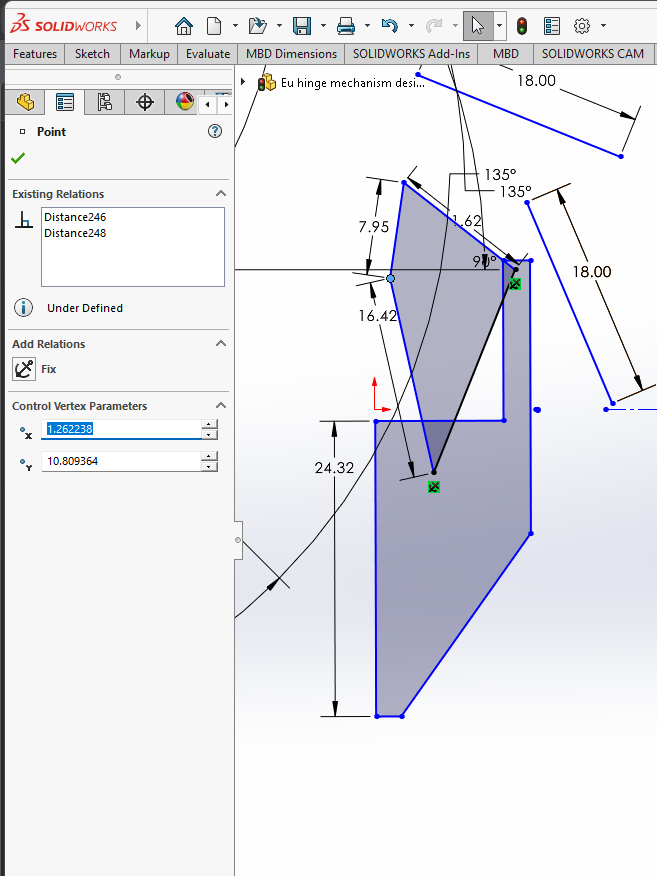 SOLIDWORKS
Features Sketch Markup Evaluate MBD Dimensions SOLIDWORKS Add-Ins MBD SOLIDWORKS CAM
Eu hinge mechanism desi...
Point
Existing Relations
Distance246
Distance248
Under Defined
Add Relations
Fix
Control Vertex Parameters
X
1.262238
Y
10.809364
18.00
135°
135°
7.95
1.62
90°
18.00
16.42
24.32